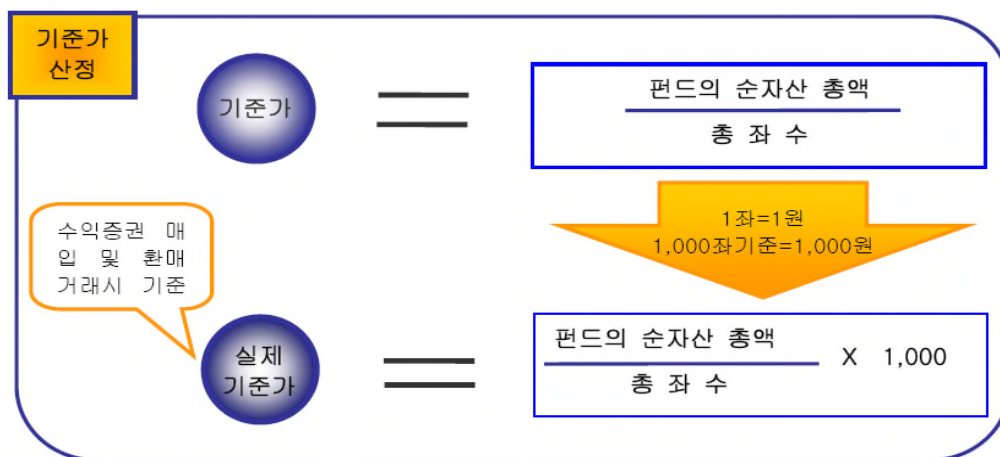 기준가
산정
기준가
펀드의 순자산 총액
총 좌 수
1좌=1원
1,000좌기준=1,000원
수익증권 매
입 및 환매
거래시 기준
실제
기준가
펀드의 순자산 총액
총 좌 수
X 1,000